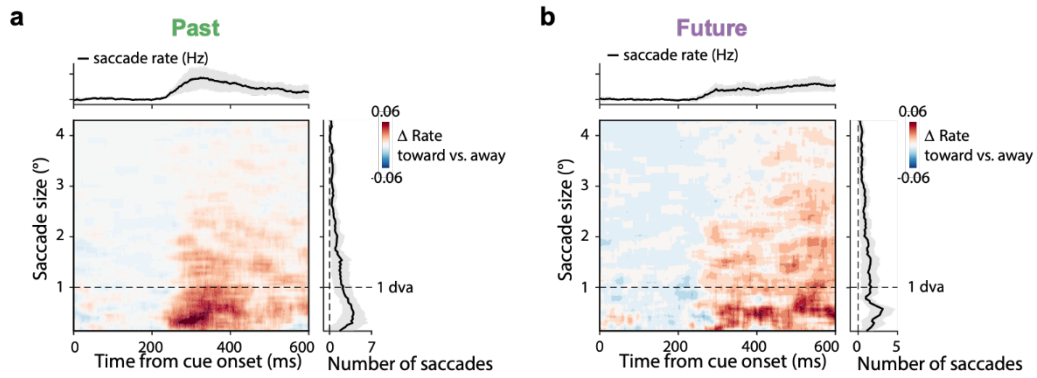 a
Past
saccade rate (Hz)
0.06
Δ Rate
toward vs. away
-0.06
Saccade size (°)
4
3
2
1
1 dva
0 200 400 600
Time from cue onset (ms)
0 7
Number of saccades
b
Future
saccade rate (Hz)
0.06
Δ Rate
toward vs. away
-0.06
Saccade size (°)
4
3
2
1
1 dva
0 200 400 600
Time from cue onset (ms)
0 5
Number of saccades